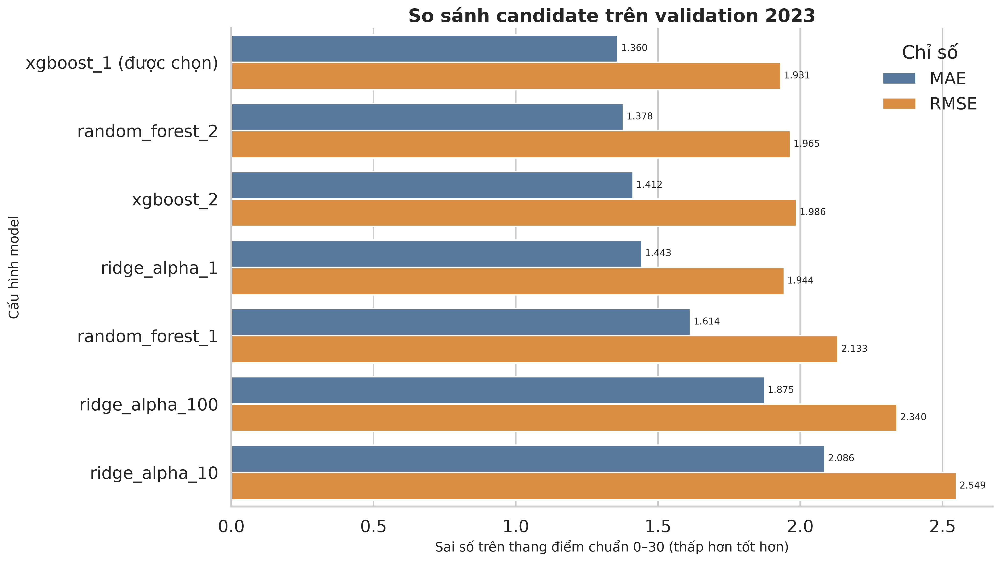 So sánh candidate trên validation 2023
Chỉ số
MAE
RMSE
Cấu hình model
xgboost_1 (được chọn)
1.360
1.931
random_forest_2
1.378
1.965
xgboost_2
1.412
1.986
ridge_alpha_1
1.443
1.944
random_forest_1
1.614
2.133
ridge_alpha_100
1.875
2.340
ridge_alpha_10
2.086
2.549
0.0 0.5 1.0 1.5 2.0 2.5
Sai số trên thang điểm chuẩn 0–30 (thấp hơn tốt hơn)